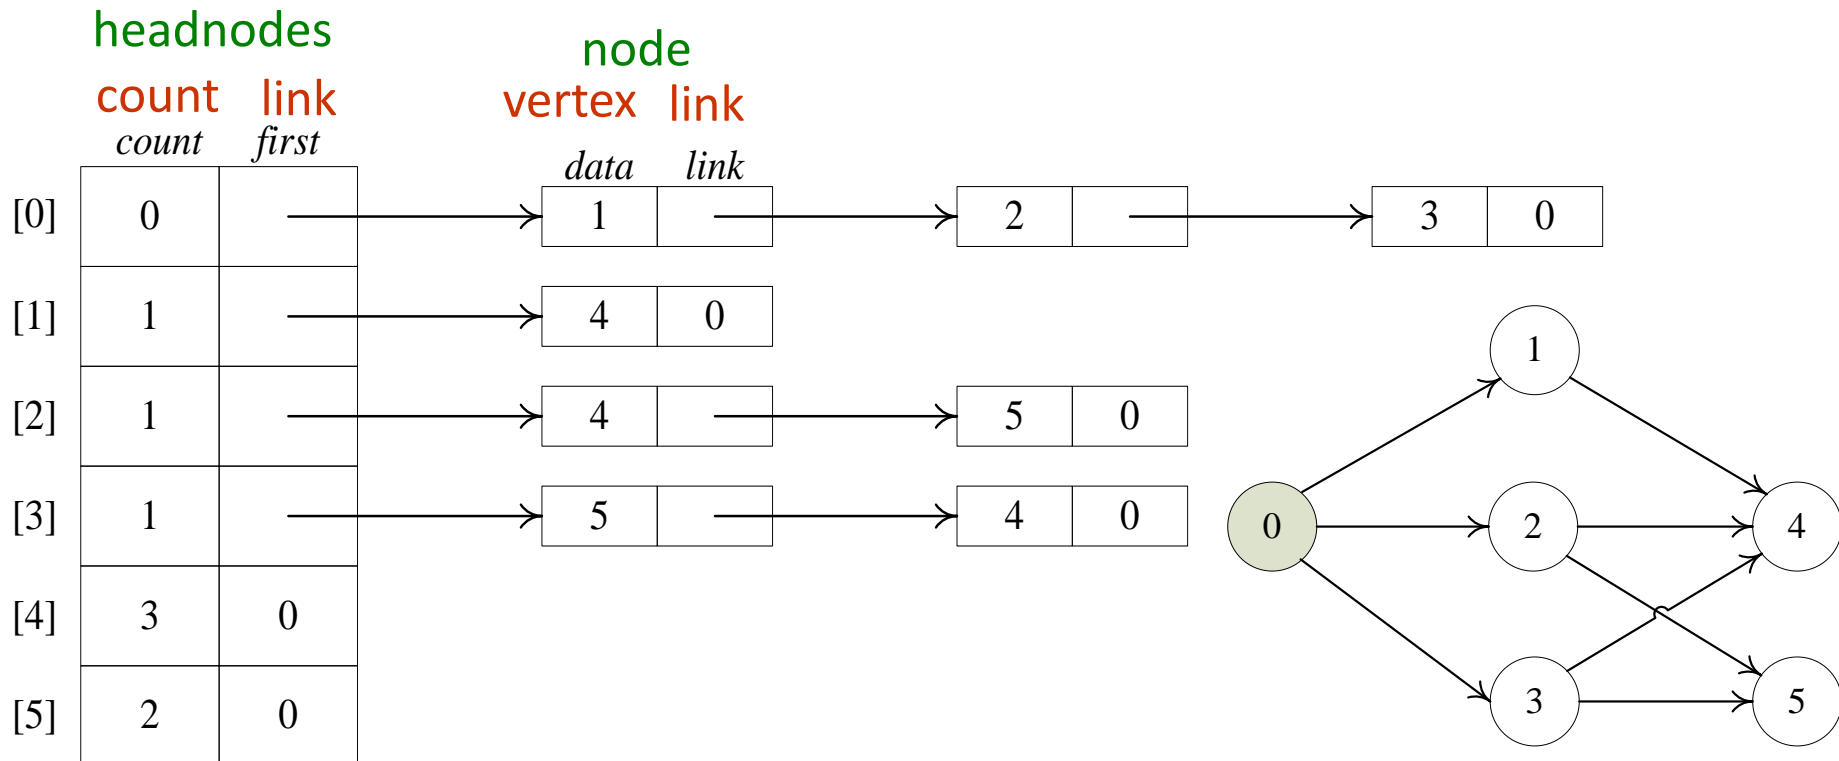 headnodes
node
count link
vertex link
count first
data link
[0] 0 1 2 3 0
[1] 1 4 0
[2] 1 4 5 0
[3] 1 5 4 0
[4] 3 0
[5] 2 0
1
0 2 4
3 5